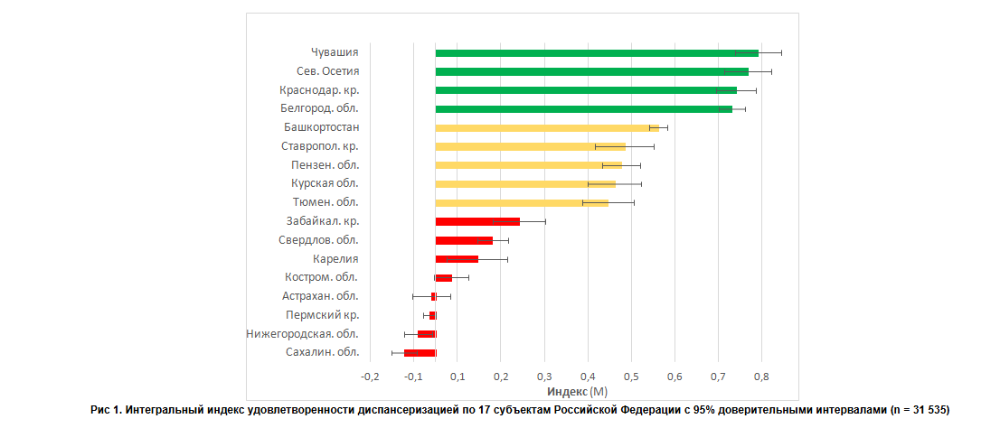 Чувашия
Сев. Осетия
Краснодар. кр.
Белгород. обл.
Башкортостан
Ставропол. кр.
Пензен. обл.
Курская обл.
Тюмен. обл.
Забайкал. кр.
Свердлов. обл.
Карелия
Костром. обл.
Астрахан. обл.
Пермский кр.
Нижегородская. обл.
Сахалин. обл.
-0,2 -0,1 0,1 0,2 0,3 0,4 0,5 0,6 0,7 0,8
Индекс (М)
Рис 1. Интегральный индекс удовлетворенности диспансеризацией по 17 субъектам Российской Федерации с 95% доверительными интервалами (n = 31 535)